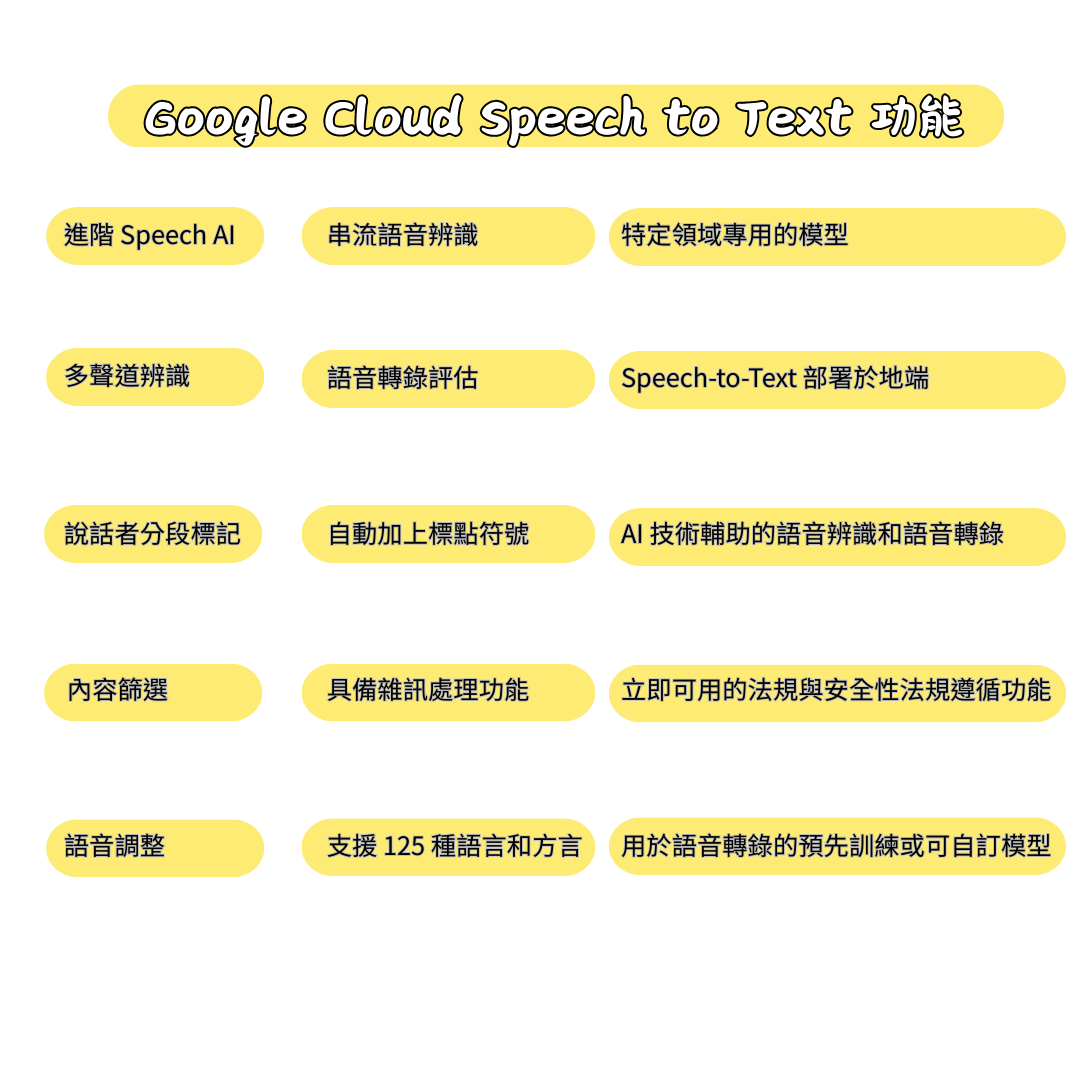 Google Cloud Speech to Text 功能
進階 Speech AI
串流語音辨識
特定領域專用的模型
多聲道辨識
語音轉錄評估
Speech-to-Text 部署於地端
說話者分段標記
自動加上標點符號
AI 技術輔助的語音辨識和語音轉錄
內容篩選
具備雜訊處理功能
立即可用的法規與安全性法規遵循功能
語音調整
支援 125 種語言和方言
用於語音轉錄的預先訓練或可自訂模型